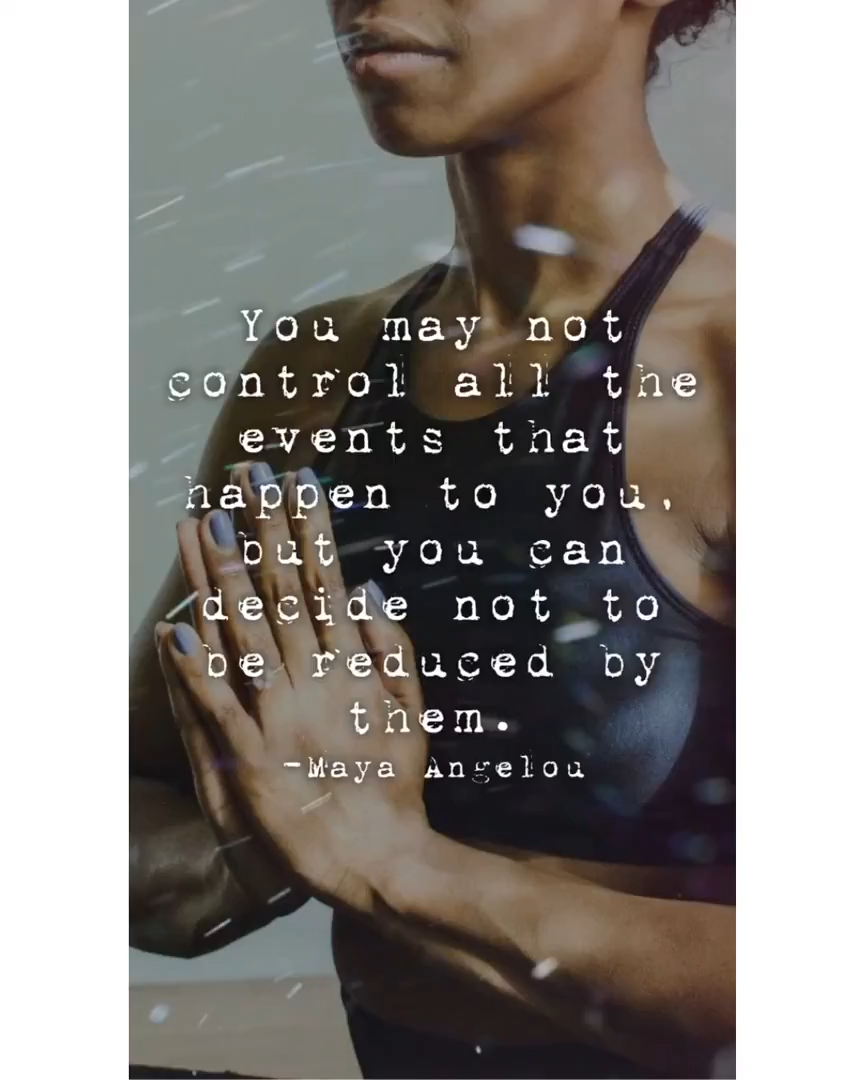 You may not
control all the
events that
happen to you,
but you can
decide not to
be reduced by
them.
-Maya Angelou